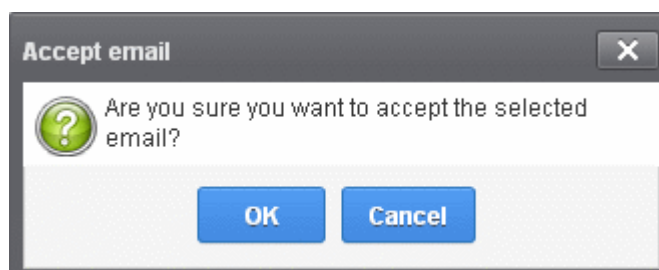 Accept email
Are you sure you want to accept the selected
email?
OK
Cancel